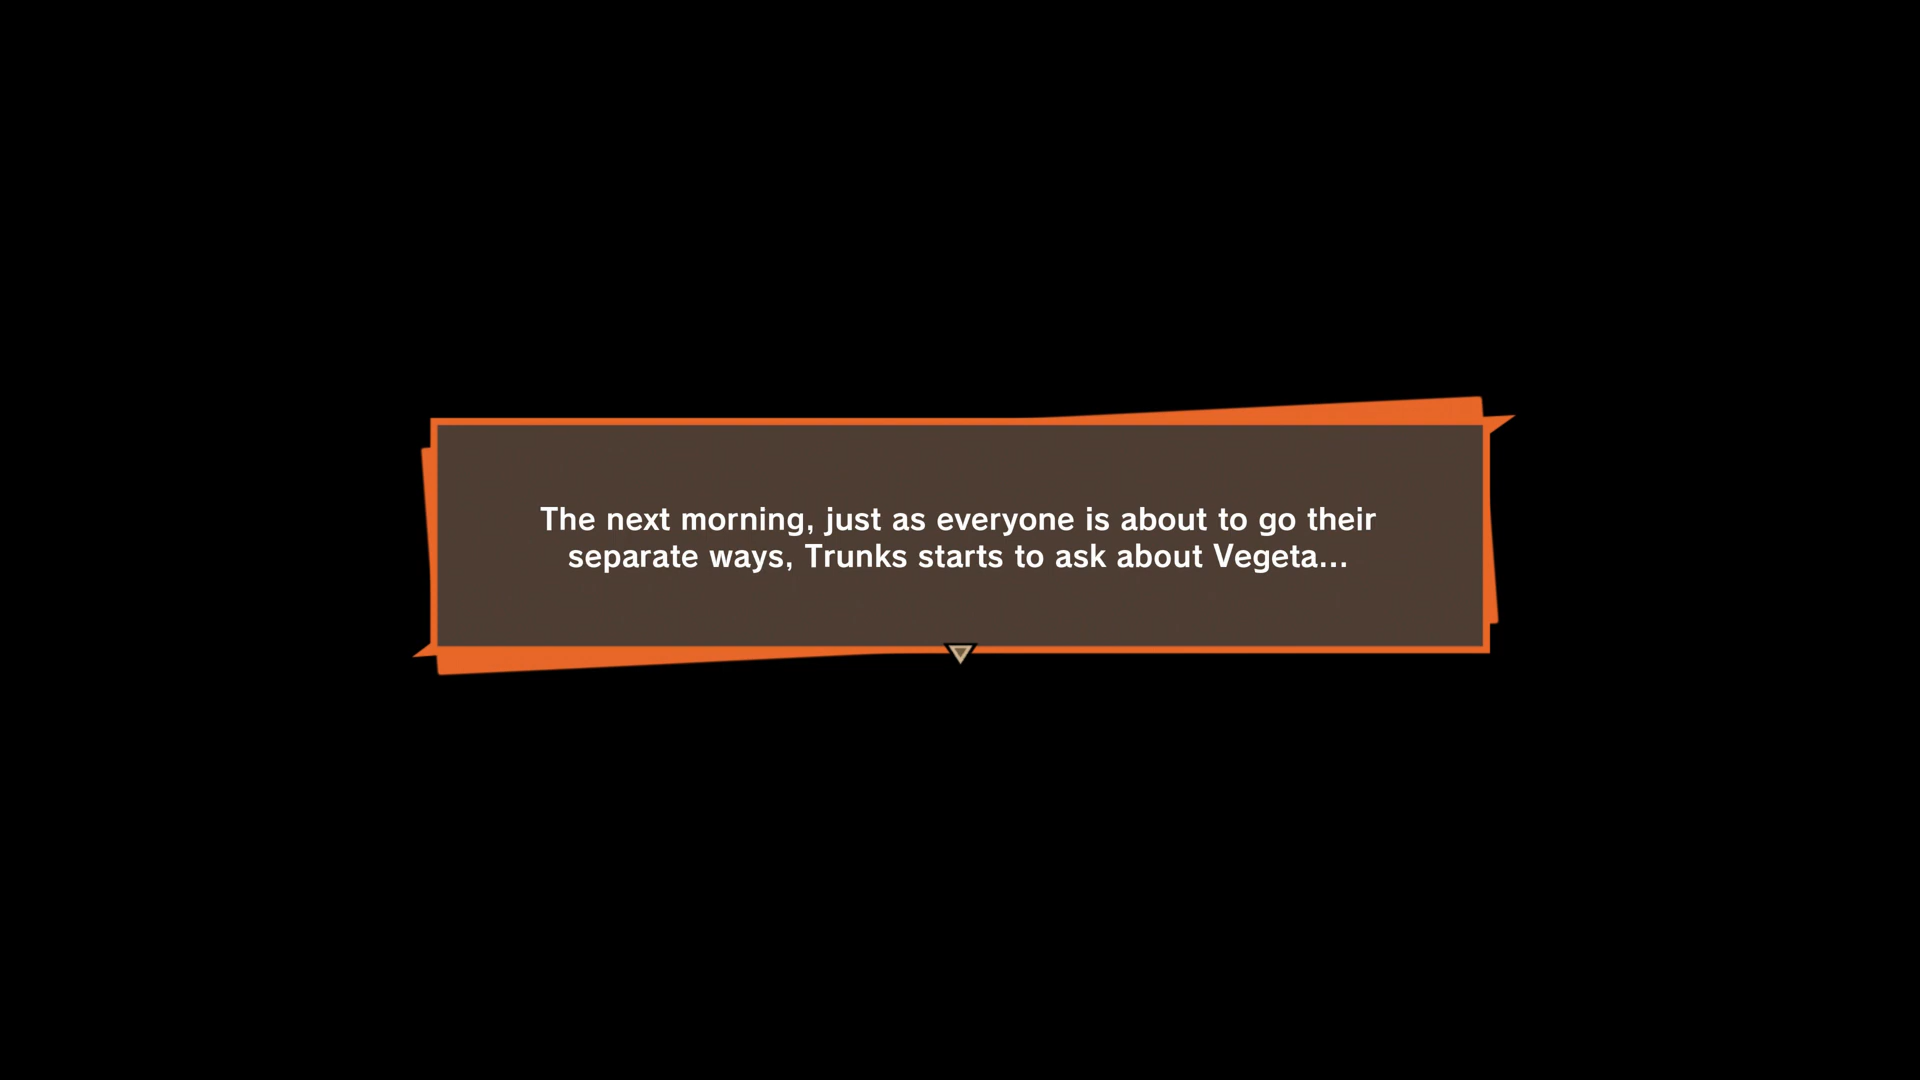 The next morning, just as everyone is about to go their
separate ways, Trunks starts to ask about Vegeta...